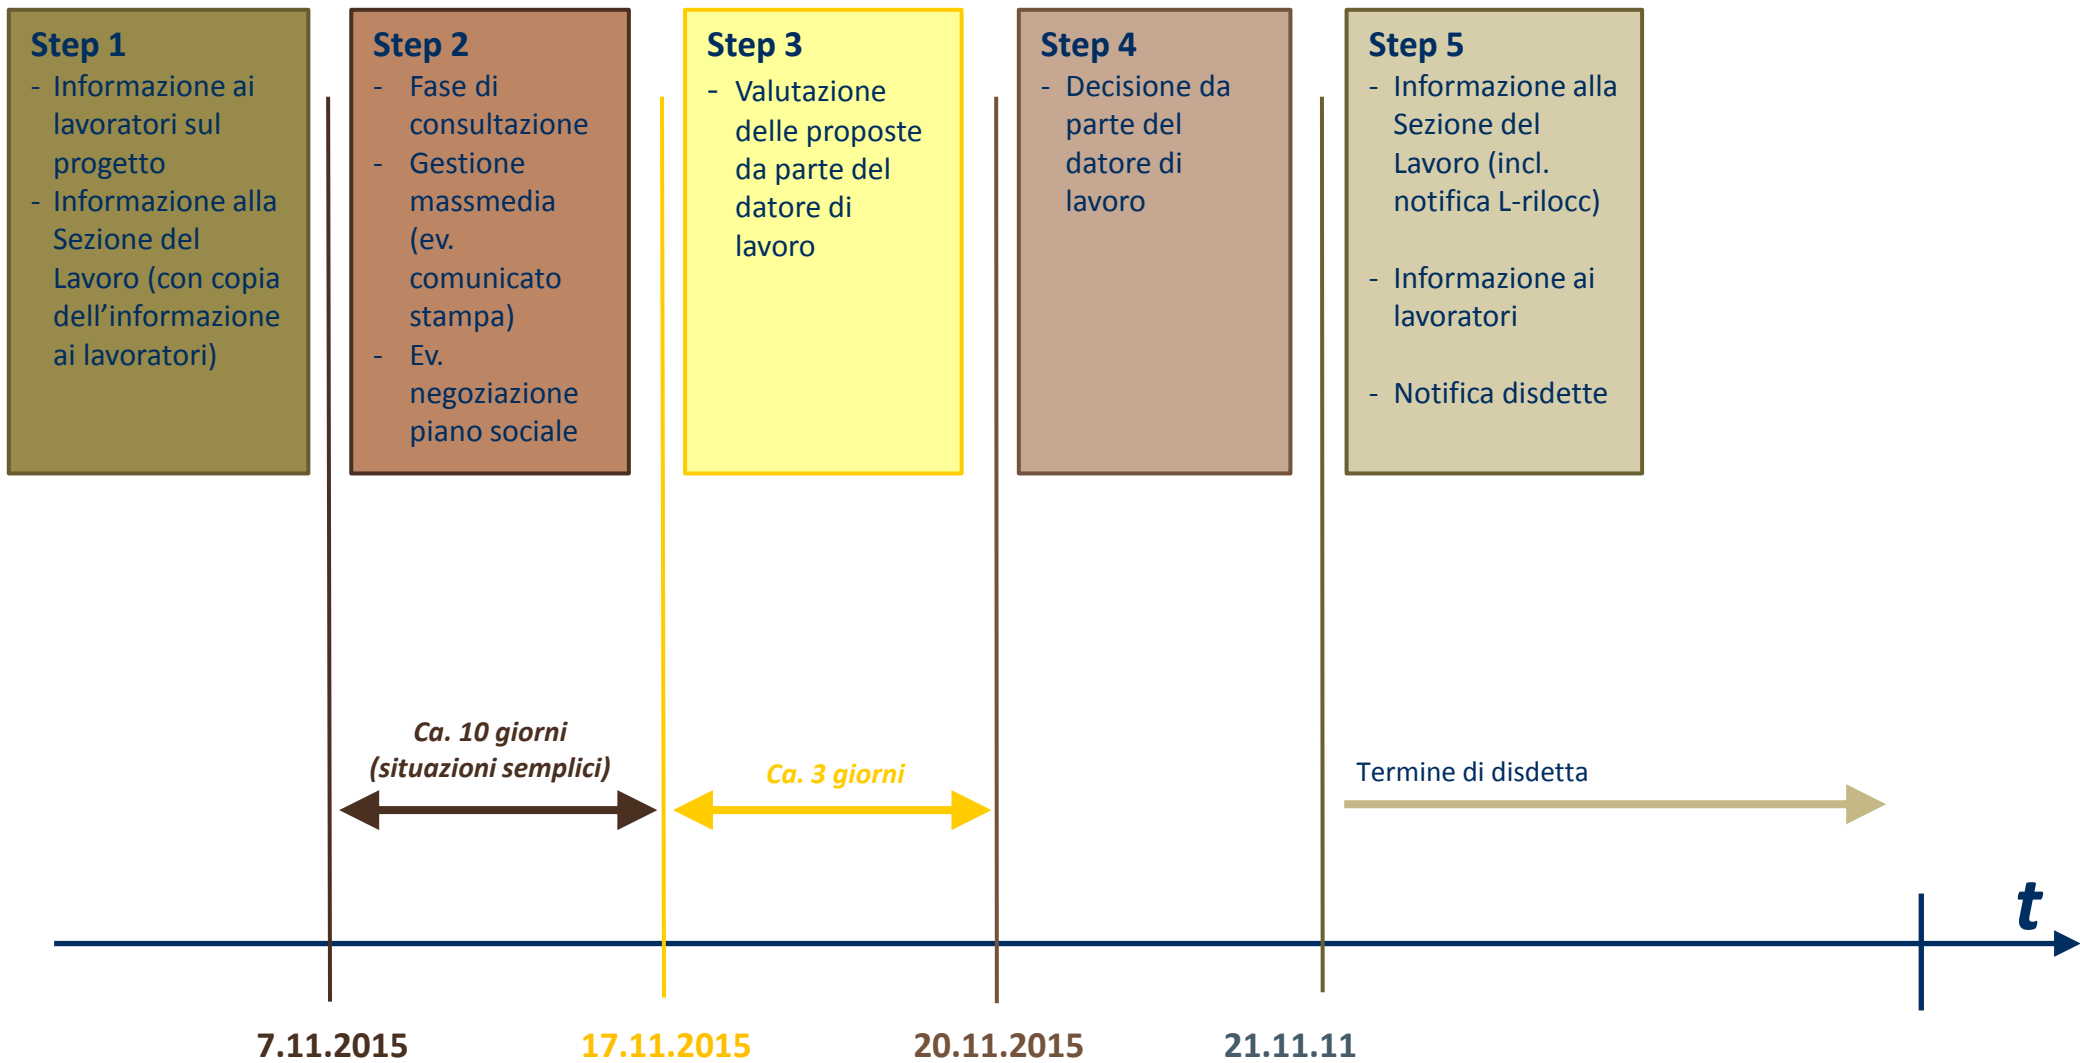 Step 1
- Informazione ai
lavoratori sul
progetto
- Informazione alla
Sezione del
Lavoro (con copia
dell’informazione
ai lavoratori)
Step 2
- Fase di
consultazione
- Gestione
massmedia
(ev.
comunicato
stampa)
- Ev.
negoziazione
piano sociale
Step 3
- Valutazione
delle proposte
da parte del
datore di
lavoro
Step 4
- Decisione da
parte del
datore di
lavoro
Step 5
- Informazione alla
Sezione del
Lavoro (incl.
notifica L-rilocc)
- Informazione ai
lavoratori
- Notifica disdette
Ca. 10 giorni
(situazioni semplici)
Ca. 3 giorni
Termine di disdetta
t
7.11.2015
17.11.2015
20.11.2015
21.11.11